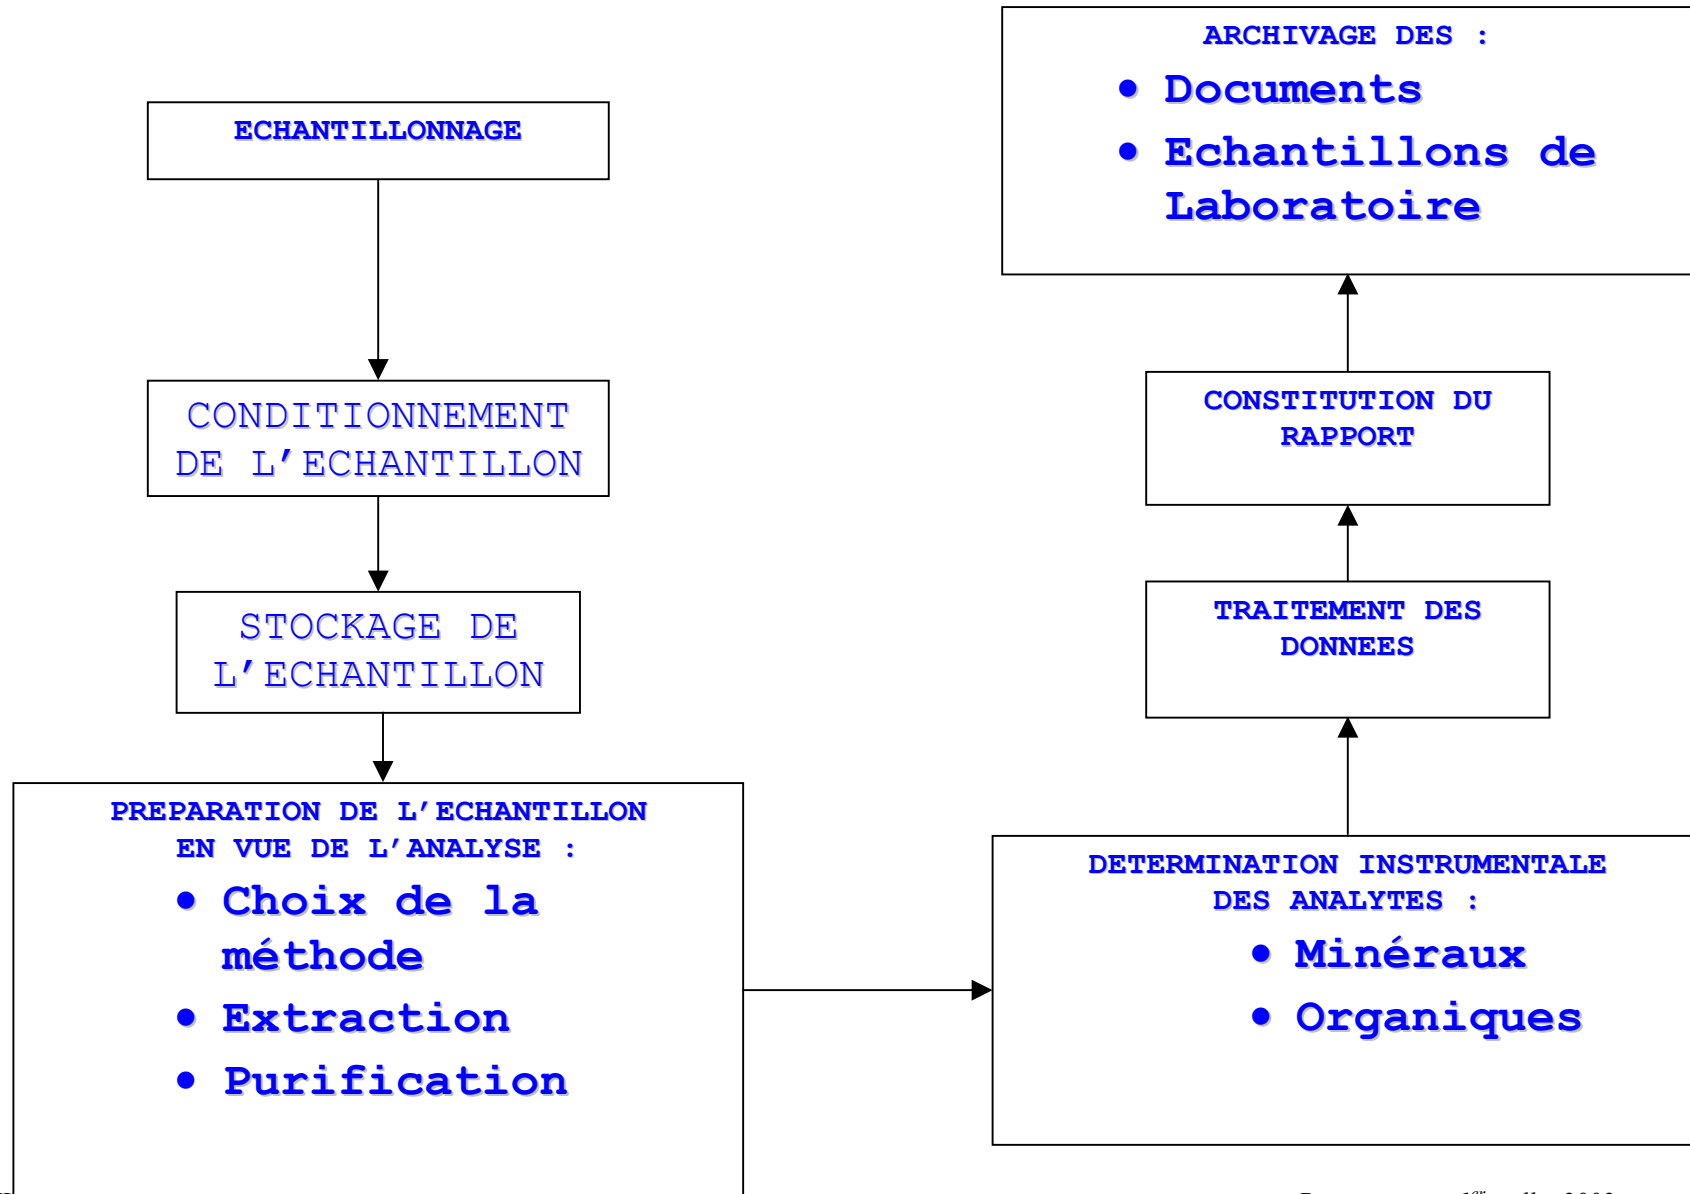 ECHANTILLONNAGE
CONDITIONNEMENT
DE L'ECHANTILLON
STOCKAGE DE
L'ECHANTILLON
PREPARATION DE L'ECHANTILLON
EN VUE DE L'ANALYSE :
• Choix de la
méthode
• Extraction
• Purification
DETERMINATION INSTRUMENTALE
DES ANALYTES :
• Minéraux
• Organiques
TRAITEMENT DES
DONNEES
CONSTITUTION DU
RAPPORT
ARCHIVAGE DES :
• Documents
• Echantillons de
Laboratoire